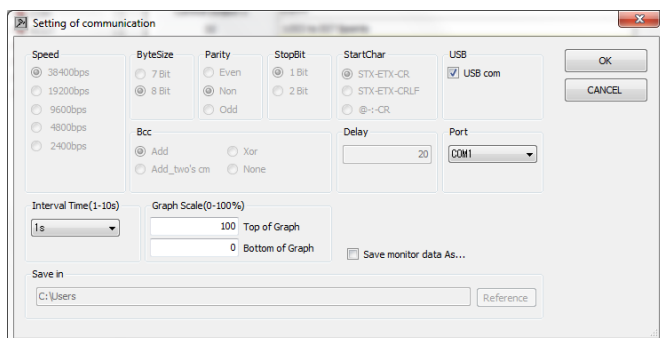 Setting of communication
Speed
38400bps
19200bps
9600bps
4800bps
2400bps
ByteSize
7 Bit
8 Bit
Parity
Even
Non
Odd
StopBit
1 Bit
2 Bit
StartChar
STX-ETX-CR
STX-ETX-CRLF
@-:-CR
USB
USB com
OK
CANCEL
Bcc
Add
Xor
Add_two's cm
None
Delay
20
Port
COM1
Interval Time(1-10s)
1s
Graph Scale(0-100%)
100 Top of Graph
0 Bottom of Graph
Save monitor data As...
Save in
C:\Users
Reference